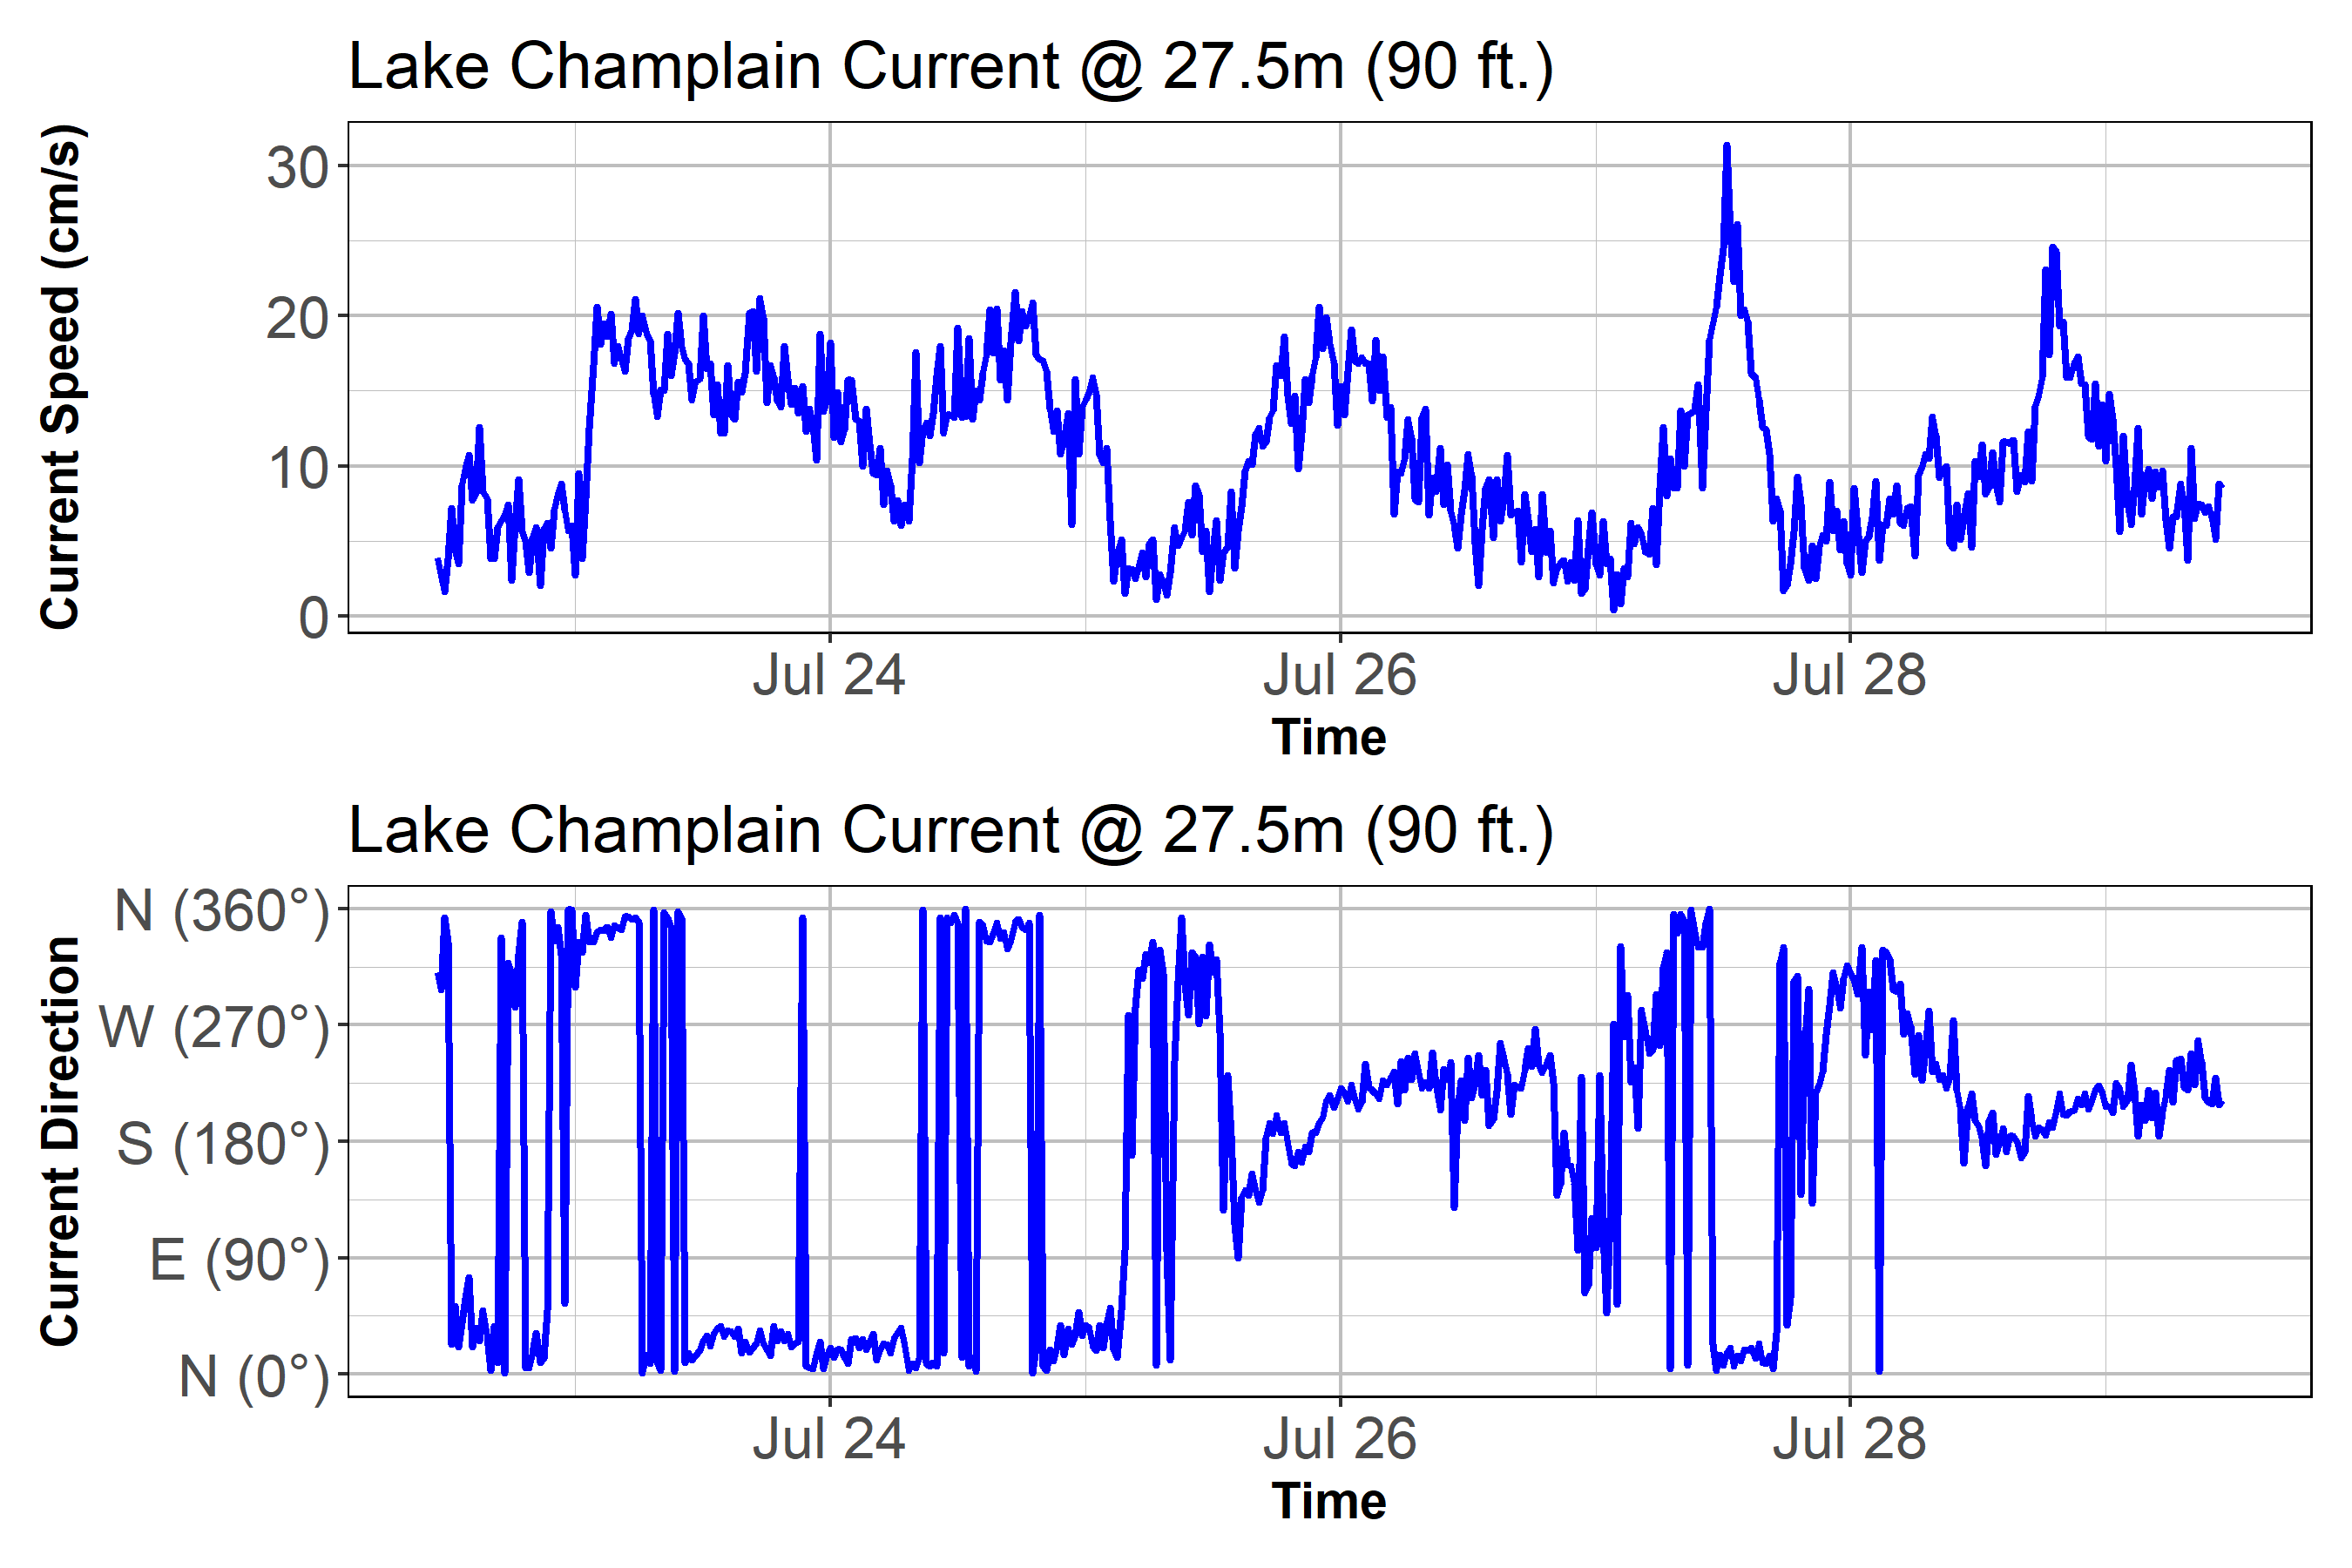 Lake Champlain Current @ 27.5m (90 ft.)
Current Speed (cm/s)
30
20
10
0
Jul 24
Jul 26
Jul 28
Time
Lake Champlain Current @ 27.5m (90 ft.)
Current Direction
N (360°)
W (270°)
S (180°)
E (90°)
N (0°)
Jul 24
Jul 26
Jul 28
Time